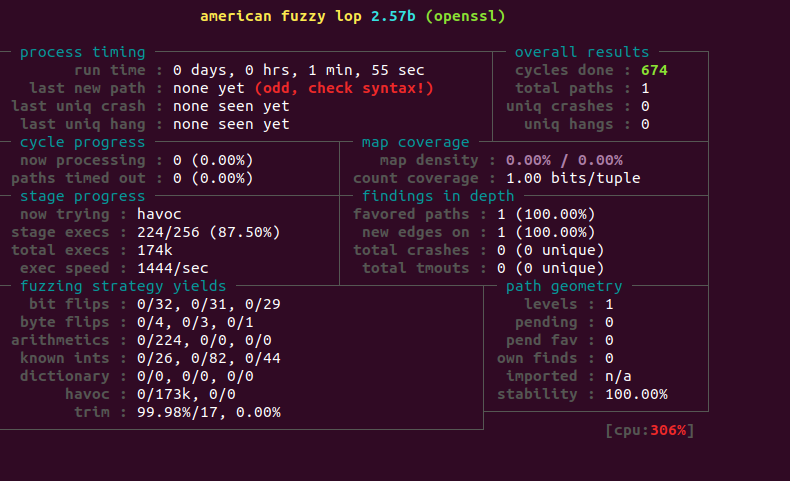 american fuzzy lop 2.57b (openssl)
process timing overall results
run time : 0 days, 0 hrs, 1 min, 55 sec cycles done : 674
last new path : none yet (odd, check syntax!) total paths : 1
last uniq crash : none seen yet uniq crashes : 0
last uniq hang : none seen yet uniq hangs : 0
cycle progress map coverage
now processing : 0 (0.00%) map density : 0.00% / 0.00%
paths timed out : 0 (0.00%) count coverage : 1.00 bits/tuple
stage progress findings in depth
now trying : havoc favored paths : 1 (100.00%)
stage execs : 224/256 (87.50%) new edges on : 1 (100.00%)
total execs : 174k total crashes : 0 (0 unique)
exec speed : 1444/sec total tmouts : 0 (0 unique)
fuzzing strategy yields path geometry
bit flips : 0/32, 0/31, 0/29 levels : 1
byte flips : 0/4, 0/3, 0/1 pending : 0
arithmetics : 0/224, 0/0, 0/0 pend fav : 0
known ints : 0/26, 0/82, 0/44 own finds : 0
dictionary : 0/0, 0/0, 0/0 imported : n/a
havoc : 0/173k, 0/0 stability : 100.00%
trim : 99.98%/17, 0.00%
[cpu:306%]